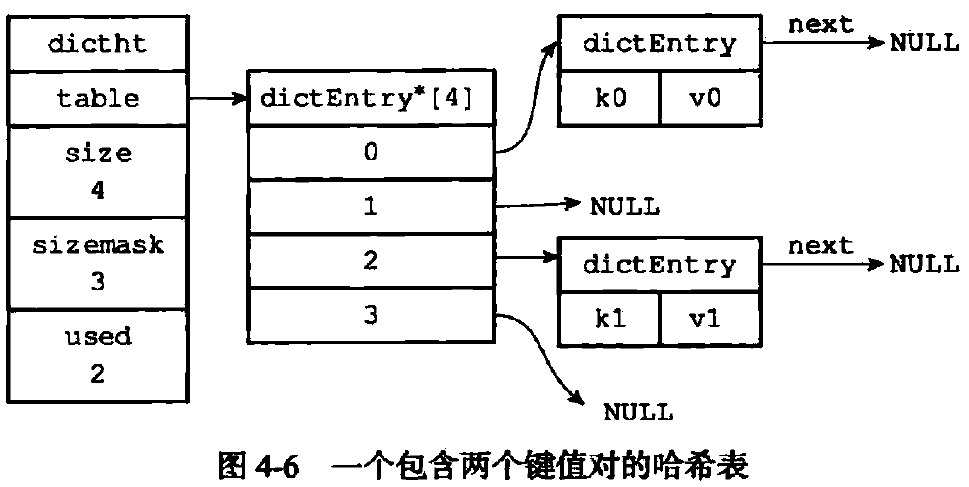 dictht
table
size
4
sizemask
3
used
2
dictEntry*[4]
0
1
2
3
dictEntry
k0 v0
next
NULL
NULL
dictEntry
k1 v1
next
NULL
NULL
图 4-6 一个包含两个键值对的哈希表